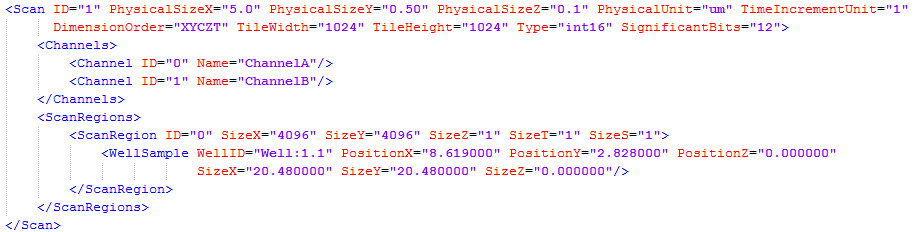 <Scan ID="1" PhysicalSizeX="5.0" PhysicalSizeY="0.50" PhysicalSizeZ="0.1" PhysicalUnit="um" TimeIncrementUnit="1"
DimensionOrder="XYCZT" TileWidth="1024" TileHeight="1024" Type="int16" SignificantBits="12">
<Channels>
<Channel ID="0" Name="ChannelA"/>
<Channel ID="1" Name="ChannelB"/>
</Channels>
<ScanRegions>
<ScanRegion ID="0" SizeX="4096" SizeY="4096" SizeZ="1" SizeT="1" SizeS="1">
<WellSample WellID="Well:1.1" PositionX="8.619000" PositionY="2.828000" PositionZ="0.000000"
SizeX="20.480000" SizeY="20.480000" SizeZ="0.000000"/>
</ScanRegion>
</ScanRegions>
</Scan>